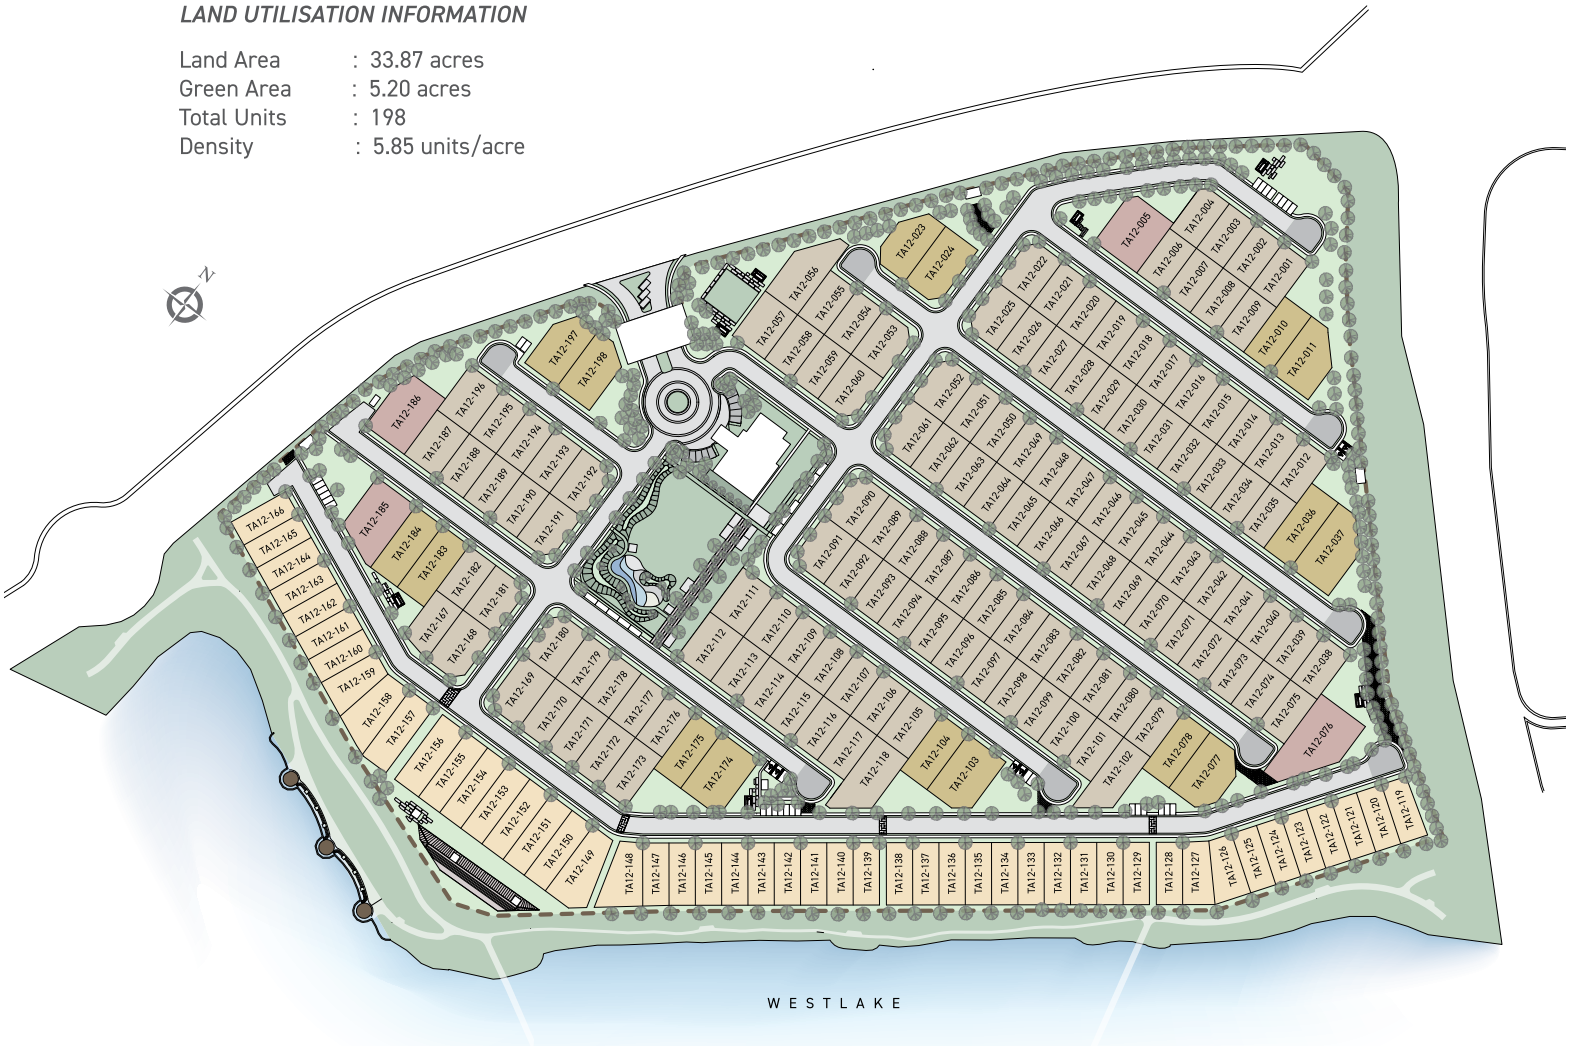 LAND UTILISATION INFORMATION
Land Area : 33.87 acres
Green Area : 5.20 acres
Total Units : 198
Density : 5.85 units/acre
N
TA12-001
TA12-002
TA12-003
TA12-004
TA12-005
TA12-006
TA12-007
TA12-008
TA12-009
TA12-010
TA12-011
TA12-012
TA12-013
TA12-014
TA12-015
TA12-016
TA12-017
TA12-018
TA12-019
TA12-020
TA12-021
TA12-022
TA12-023
TA12-024
TA12-025
TA12-026
TA12-027
TA12-028
TA12-029
TA12-030
TA12-031
TA12-032
TA12-033
TA12-034
TA12-035
TA12-036
TA12-037
TA12-038
TA12-039
TA12-040
TA12-041
TA12-042
TA12-043
TA12-044
TA12-045
TA12-046
TA12-047
TA12-048
TA12-049
TA12-050
TA12-051
TA12-052
TA12-053
TA12-054
TA12-055
TA12-056
TA12-057
TA12-058
TA12-059
TA12-060
TA12-061
TA12-062
TA12-063
TA12-064
TA12-065
TA12-066
TA12-067
TA12-068
TA12-069
TA12-070
TA12-071
TA12-072
TA12-073
TA12-074
TA12-075
TA12-076
TA12-077
TA12-078
TA12-079
TA12-080
TA12-081
TA12-082
TA12-083
TA12-084
TA12-085
TA12-086
TA12-087
TA12-088
TA12-089
TA12-090
TA12-091
TA12-092
TA12-093
TA12-094
TA12-095
TA12-096
TA12-097
TA12-098
TA12-099
TA12-100
TA12-101
TA12-102
TA12-103
TA12-104
TA12-105
TA12-106
TA12-107
TA12-108
TA12-109
TA12-110
TA12-111
TA12-112
TA12-113
TA12-114
TA12-115
TA12-116
TA12-117
TA12-118
TA12-119
TA12-120
TA12-121
TA12-122
TA12-123
TA12-124
TA12-125
TA12-126
TA12-127
TA12-128
TA12-129
TA12-130
TA12-131
TA12-132
TA12-133
TA12-134
TA12-135
TA12-136
TA12-137
TA12-138
TA12-139
TA12-140
TA12-141
TA12-142
TA12-143
TA12-144
TA12-145
TA12-146
TA12-147
TA12-148
TA12-149
TA12-150
TA12-151
TA12-152
TA12-153
TA12-154
TA12-155
TA12-156
TA12-157
TA12-158
TA12-159
TA12-160
TA12-161
TA12-162
TA12-163
TA12-164
TA12-165
TA12-166
TA12-167
TA12-168
TA12-169
TA12-170
TA12-171
TA12-172
TA12-173
TA12-174
TA12-175
TA12-176
TA12-177
TA12-178
TA12-179
TA12-180
TA12-181
TA12-182
TA12-183
TA12-184
TA12-185
TA12-186
TA12-187
TA12-188
TA12-189
TA12-190
TA12-191
TA12-192
TA12-193
TA12-194
TA12-195
TA12-196
TA12-197
TA12-198
WESTLAKE